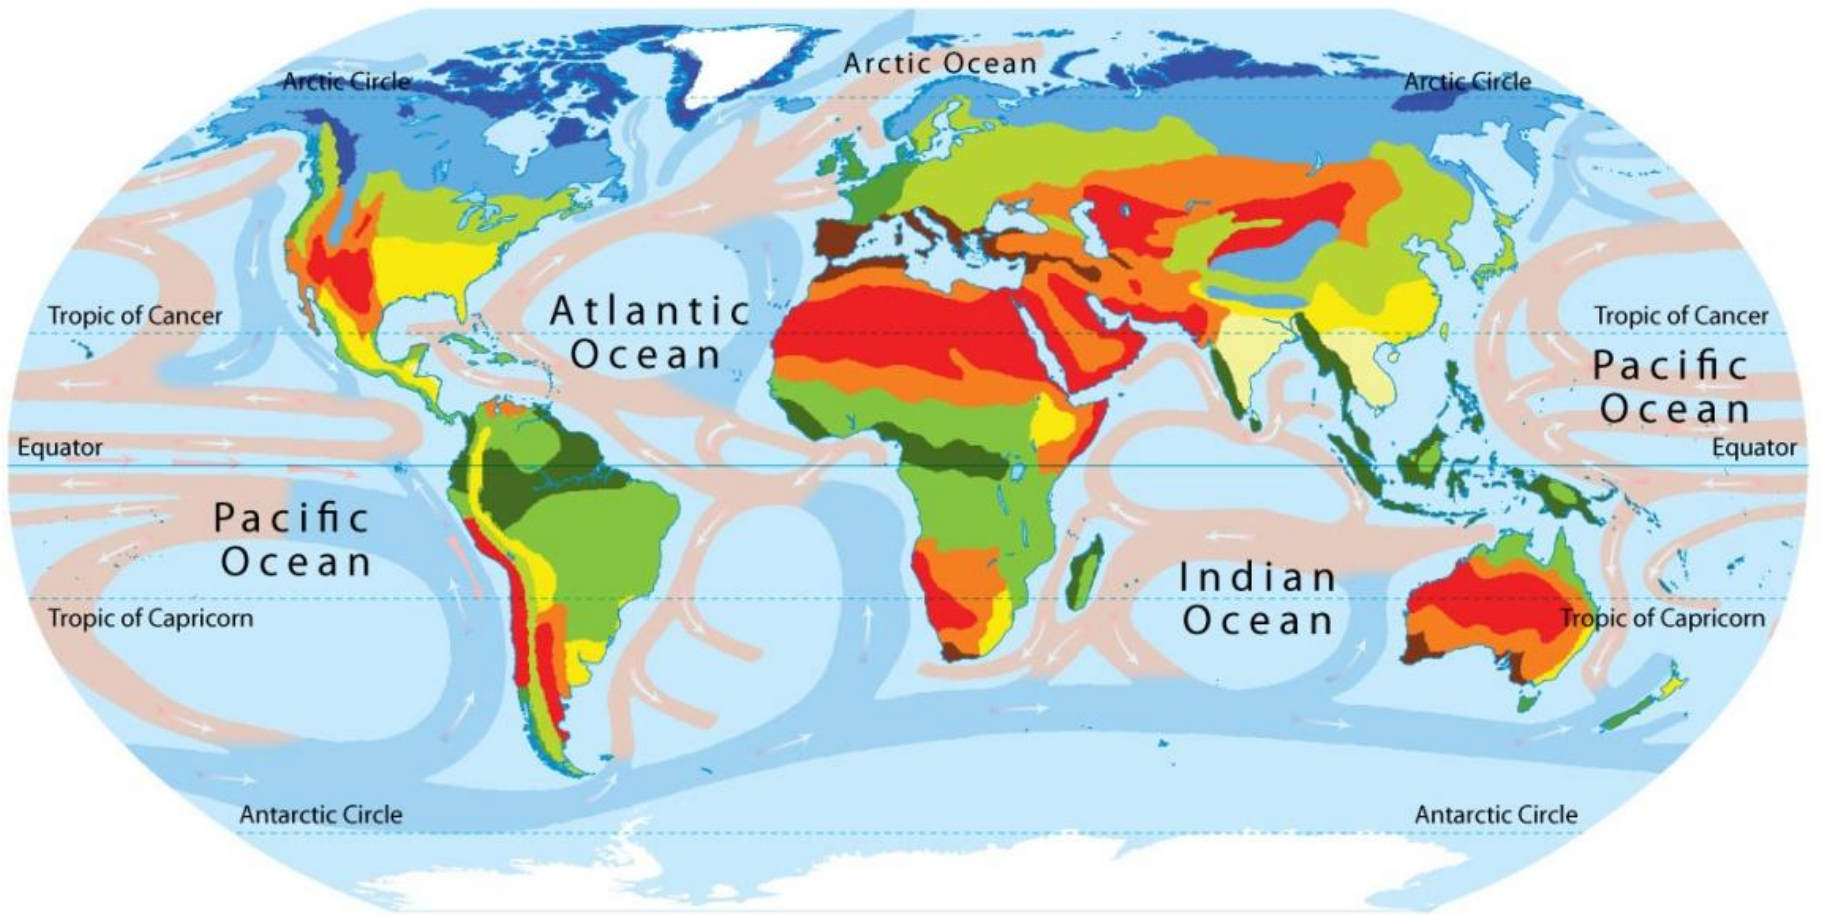 Arctic Ocean
Arctic Circle
Arctic Circle
Tropic of Cancer
Atlantic
Ocean
Tropic of Cancer
Pacific
Ocean
Equator
Equator
Pacific
Ocean
Indian
Ocean
Tropic of Capricorn
Tropic of Capricorn
Antarctic Circle
Antarctic Circle